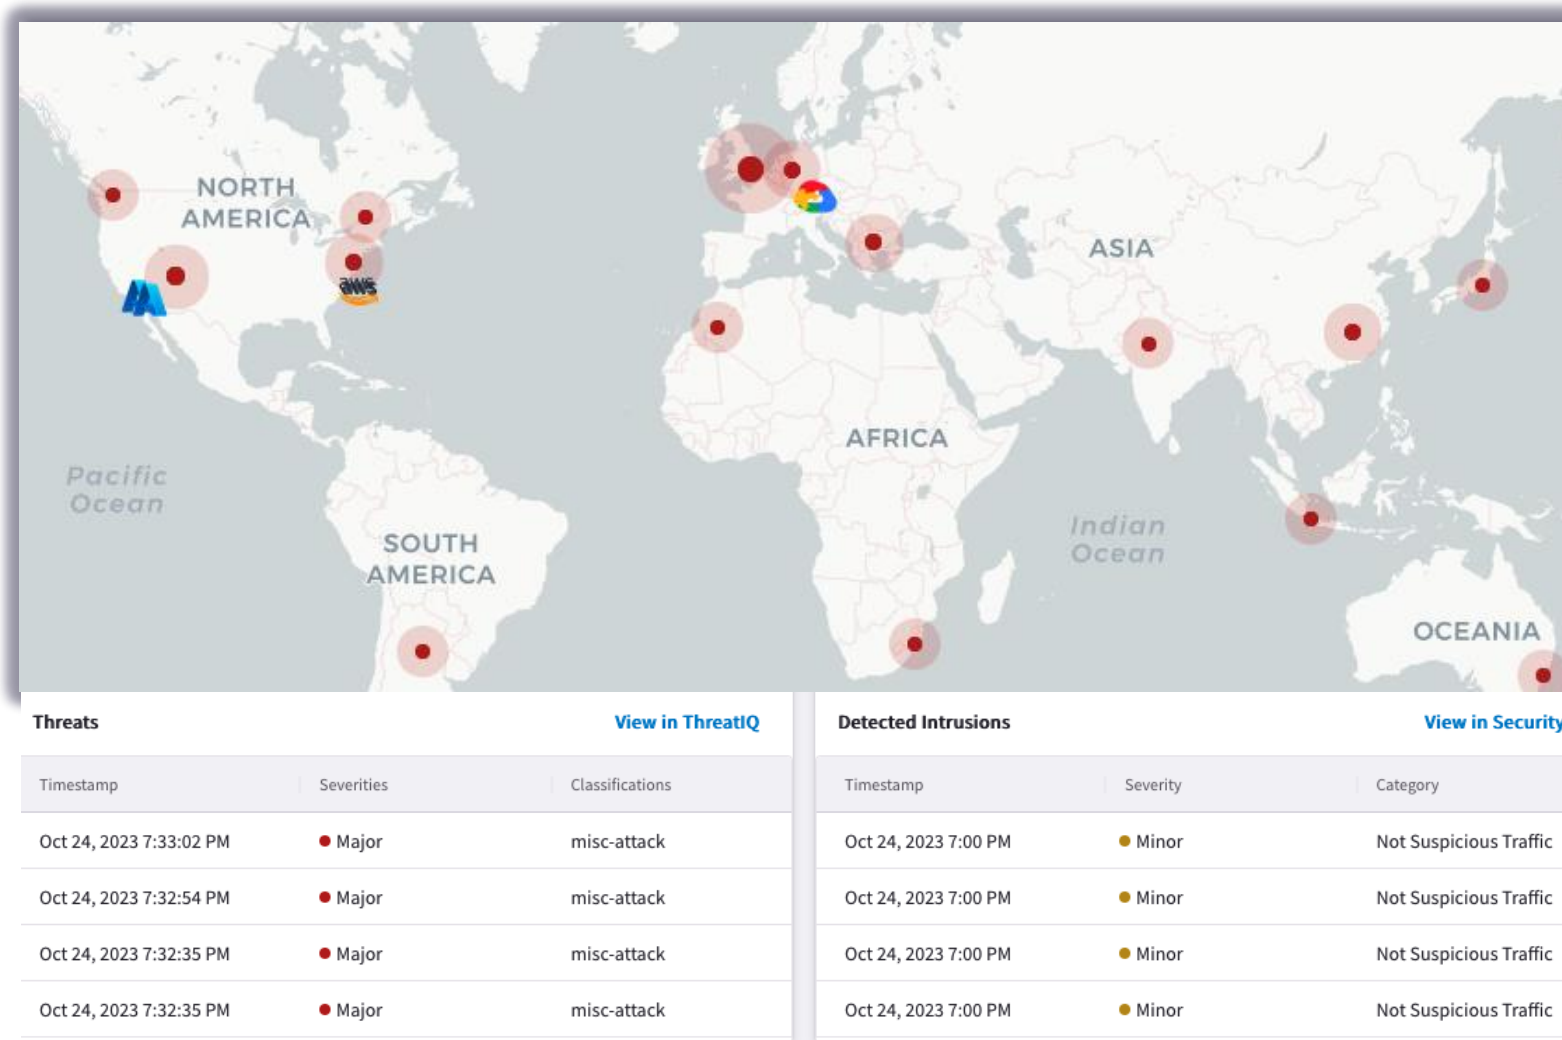 NORTH
AMERICA
ASIA
aws
AFRICA
Pacific
Ocean
Indian
Ocean
SOUTH
AMERICA
OCEANIA
Threats View in ThreatIQ Detected Intrusions View in Security
Timestamp Severities Classifications Timestamp Severity Category
Oct 24, 2023 7:33:02 PM Major misc-attack Oct 24, 2023 7:00 PM Minor Not Suspicious Traffic
Oct 24, 2023 7:32:54 PM Major misc-attack Oct 24, 2023 7:00 PM Minor Not Suspicious Traffic
Oct 24, 2023 7:32:35 PM Major misc-attack Oct 24, 2023 7:00 PM Minor Not Suspicious Traffic
Oct 24, 2023 7:32:35 PM Major misc-attack Oct 24, 2023 7:00 PM Minor Not Suspicious Traffic